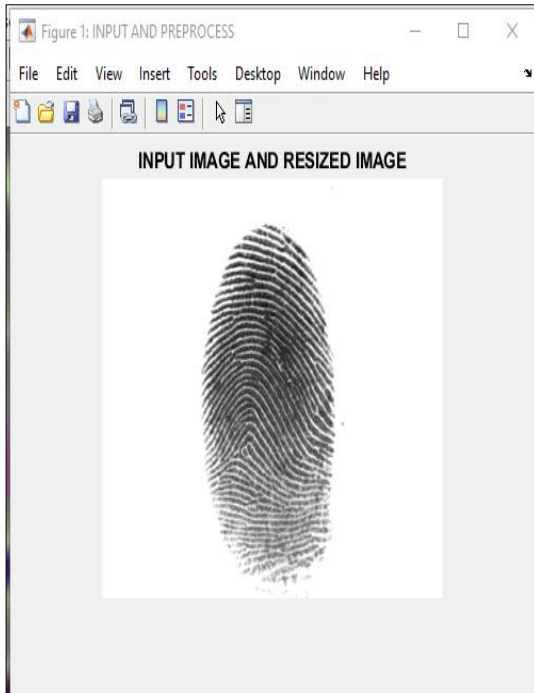 Figure 1: INPUT AND PREPROCESS
File Edit View Insert Tools Desktop Window Help
INPUT IMAGE AND RESIZED IMAGE